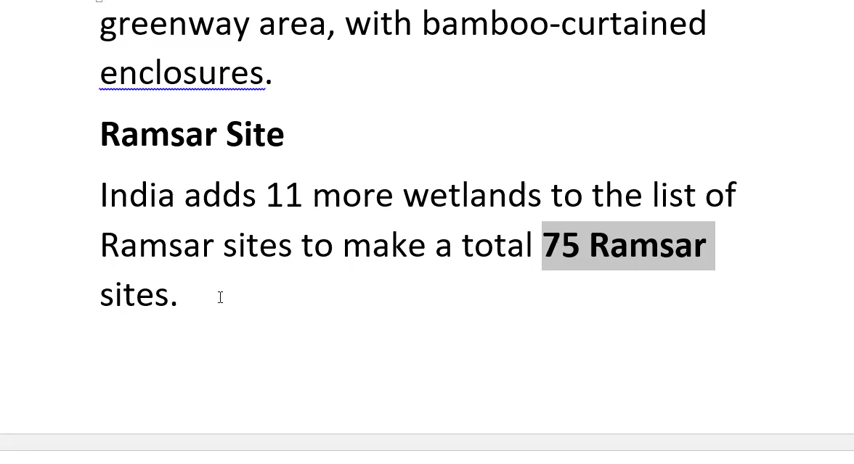 greenway area, with bamboo-curtained
enclosures.
Ramsar Site
India adds 11 more wetlands to the list of
Ramsar sites to make a total 75 Ramsar
sites.